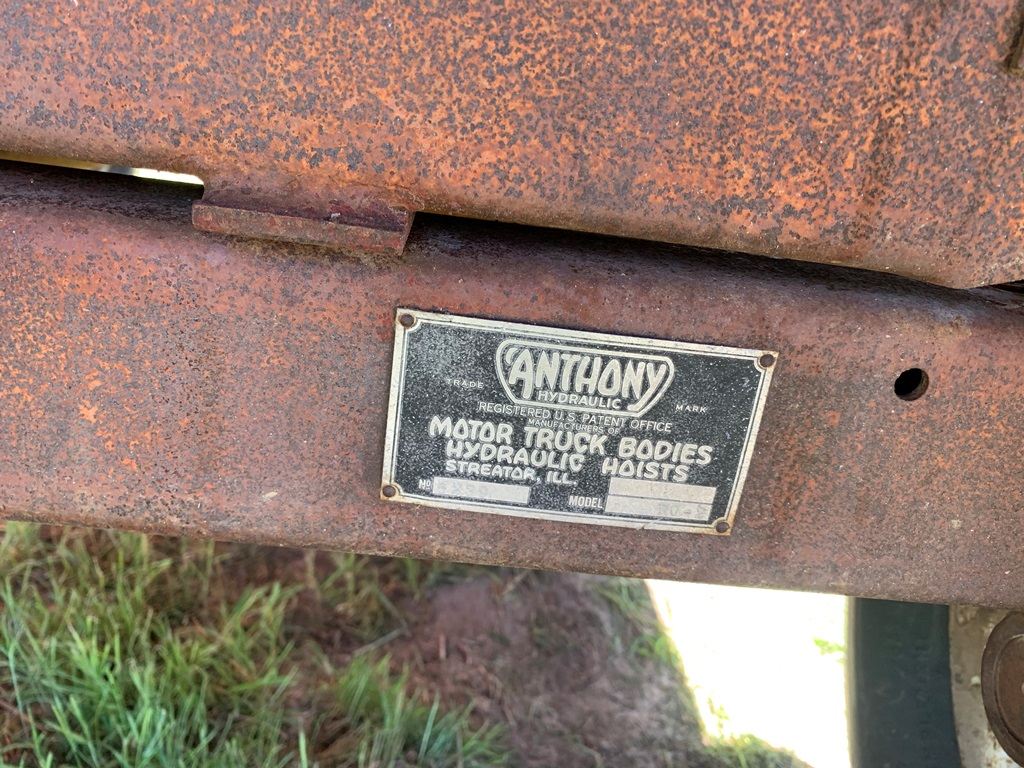 ANTHONY
HYDRAULIC
TRADE MARK
REGISTERED U.S. PATENT OFFICE
MANUFACTURERS OF
MOTOR TRUCK BODIES
HYDRAULIC HOISTS
STREATOR, ILL.
NO MODEL